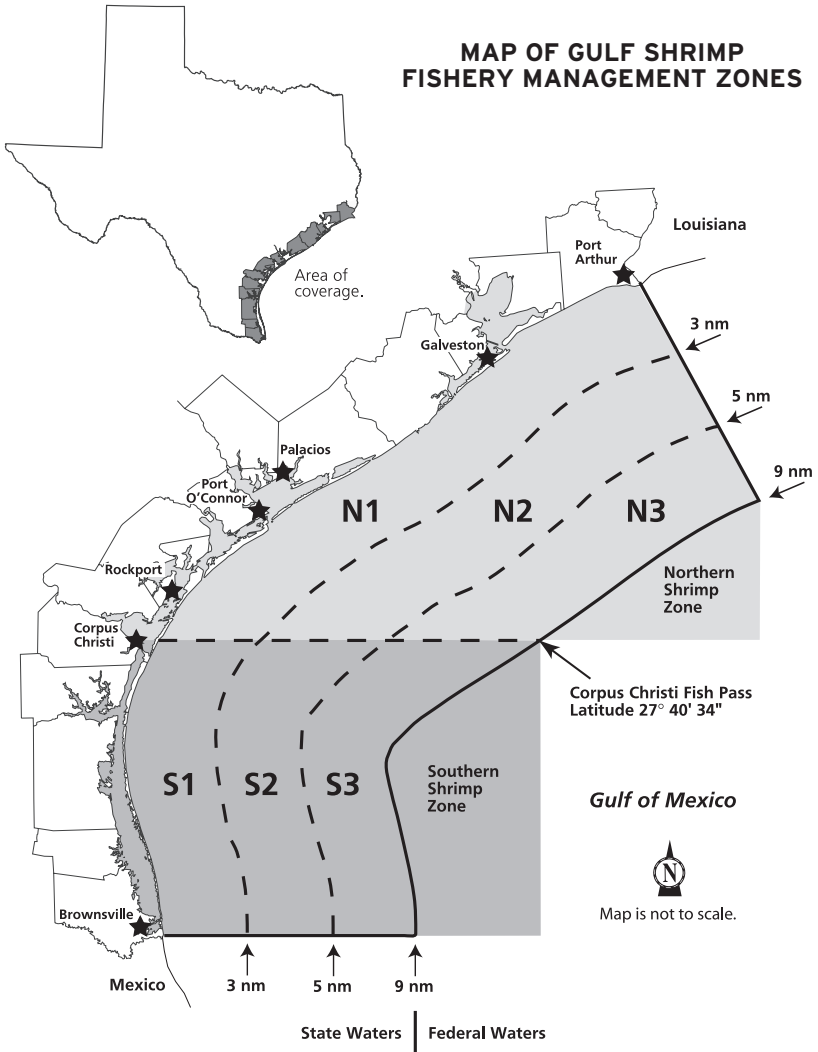 MAP OF GULF SHRIMP
FISHERY MANAGEMENT ZONES
Area of
coverage.
Louisiana
Port
Arthur
3 nm
Galveston
5 nm
Palacios
9 nm
Port
O'Connor
N1
N2
N3
Rockport
Northern
Shrimp
Zone
Corpus
Christi
Corpus Christi Fish Pass
Latitude 27° 40' 34"
S1
S2
S3
Southern
Shrimp
Zone
Gulf of Mexico
N
Map is not to scale.
Brownsville
Mexico
3 nm
5 nm
9 nm
State Waters
Federal Waters